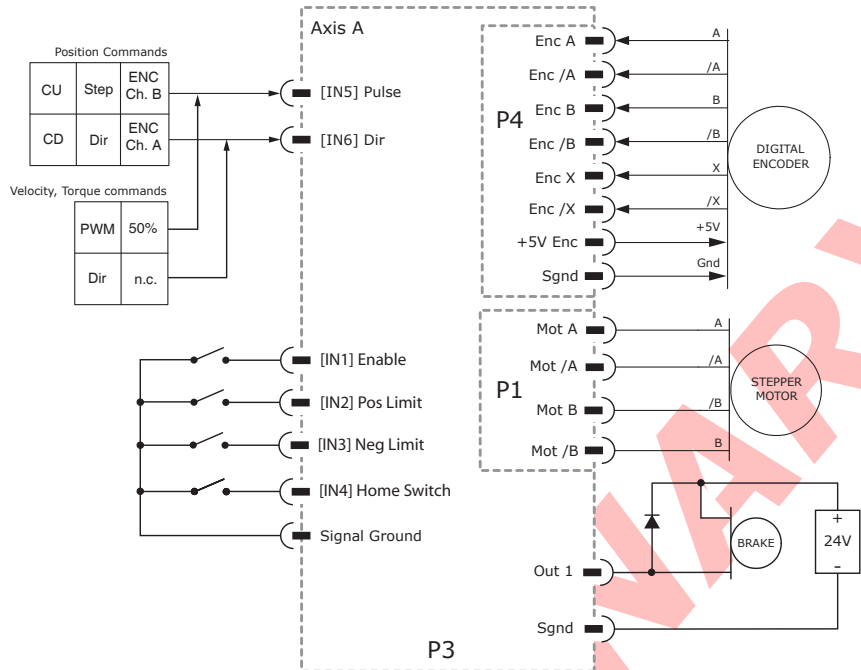 Axis A
Position Commands
CU Step ENC Ch. B
CD Dir ENC Ch. A
[IN5] Pulse
[IN6] Dir
Velocity, Torque commands
PWM 50%
Dir n.c.
[IN1] Enable
[IN2] Pos Limit
[IN3] Neg Limit
[IN4] Home Switch
Signal Ground
P3
P4
Enc A A
Enc /A /A
Enc B B
Enc /B /B
Enc X X
Enc /X /X
+5V Enc +5V
Sgnd Gnd
DIGITAL
ENCODER
P1
Mot A A
Mot /A /A
Mot B /B
Mot /B B
STEPPER
MOTOR
Out 1
Sgnd
BRAKE
+
24V
-